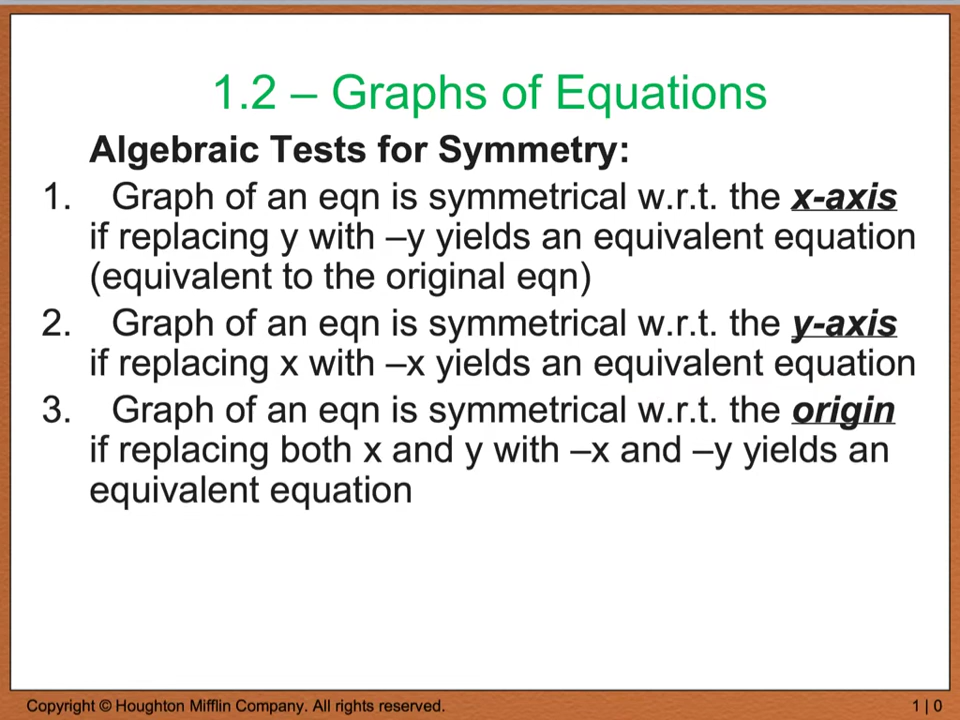 1.2 – Graphs of Equations
Algebraic Tests for Symmetry:
1. Graph of an eqn is symmetrical w.r.t. the x-axis
if replacing y with –y yields an equivalent equation
(equivalent to the original eqn)
2. Graph of an eqn is symmetrical w.r.t. the y-axis
if replacing x with –x yields an equivalent equation
3. Graph of an eqn is symmetrical w.r.t. the origin
if replacing both x and y with –x and –y yields an
equivalent equation
Copyright © Houghton Mifflin Company. All rights reserved.
1 | 0